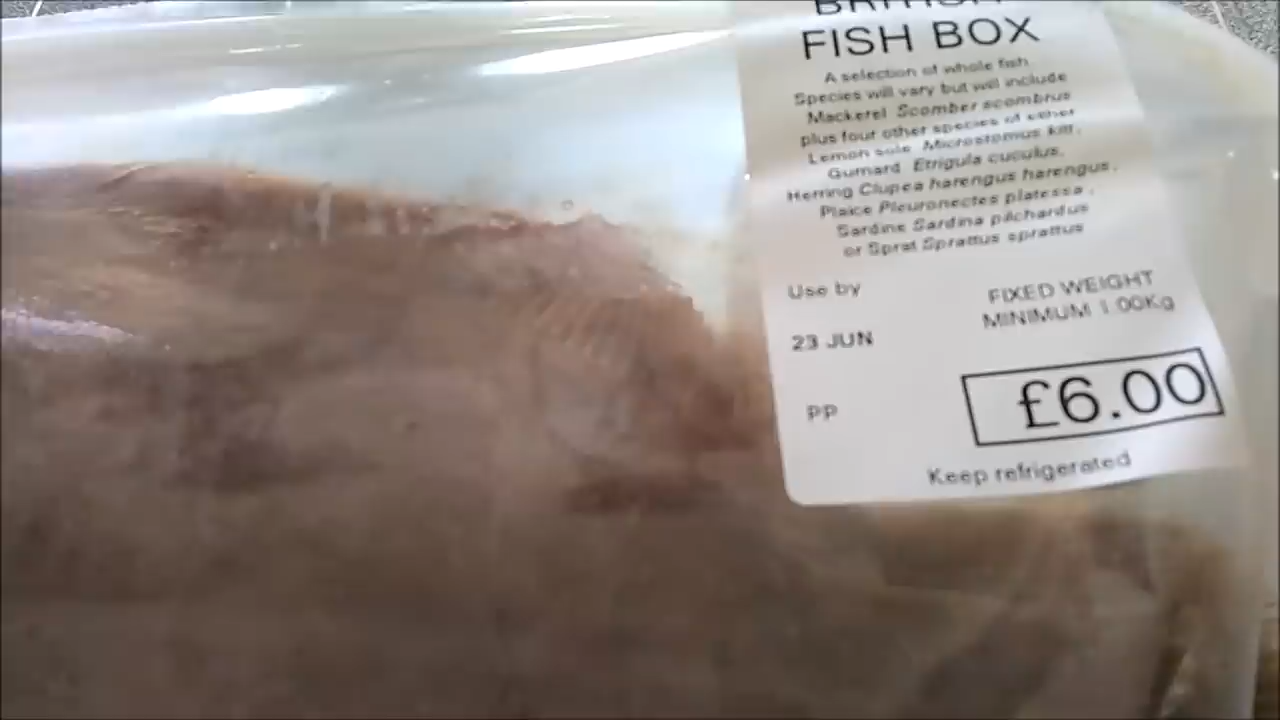 BRITISH
FISH BOX
A selection of whole fish
Species will vary but will include
Mackerel Scomber scombrus
plus four other species of either
Lemon sole Microstomus kitt,
Gurnard Etrigula cuculus,
Herring Clupea harengus harengus,
Plaice Pleuronectes platessa,
Sardine Sardina pilchardus
or Sprat Sprattus sprattus
Use by
FIXED WEIGHT
MINIMUM 1.00Kg
23 JUN
PP
£6.00
Keep refrigerated